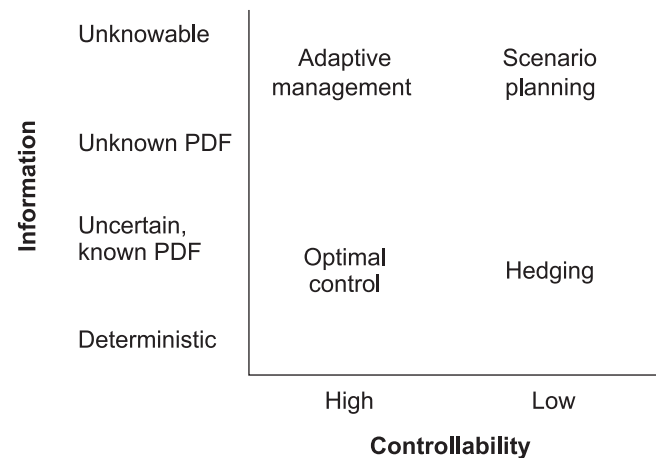 Unknowable
Adaptive
management
Scenario
planning
Information
Unknown PDF
Uncertain,
known PDF
Optimal
control
Hedging
Deterministic
High
Low
Controllability